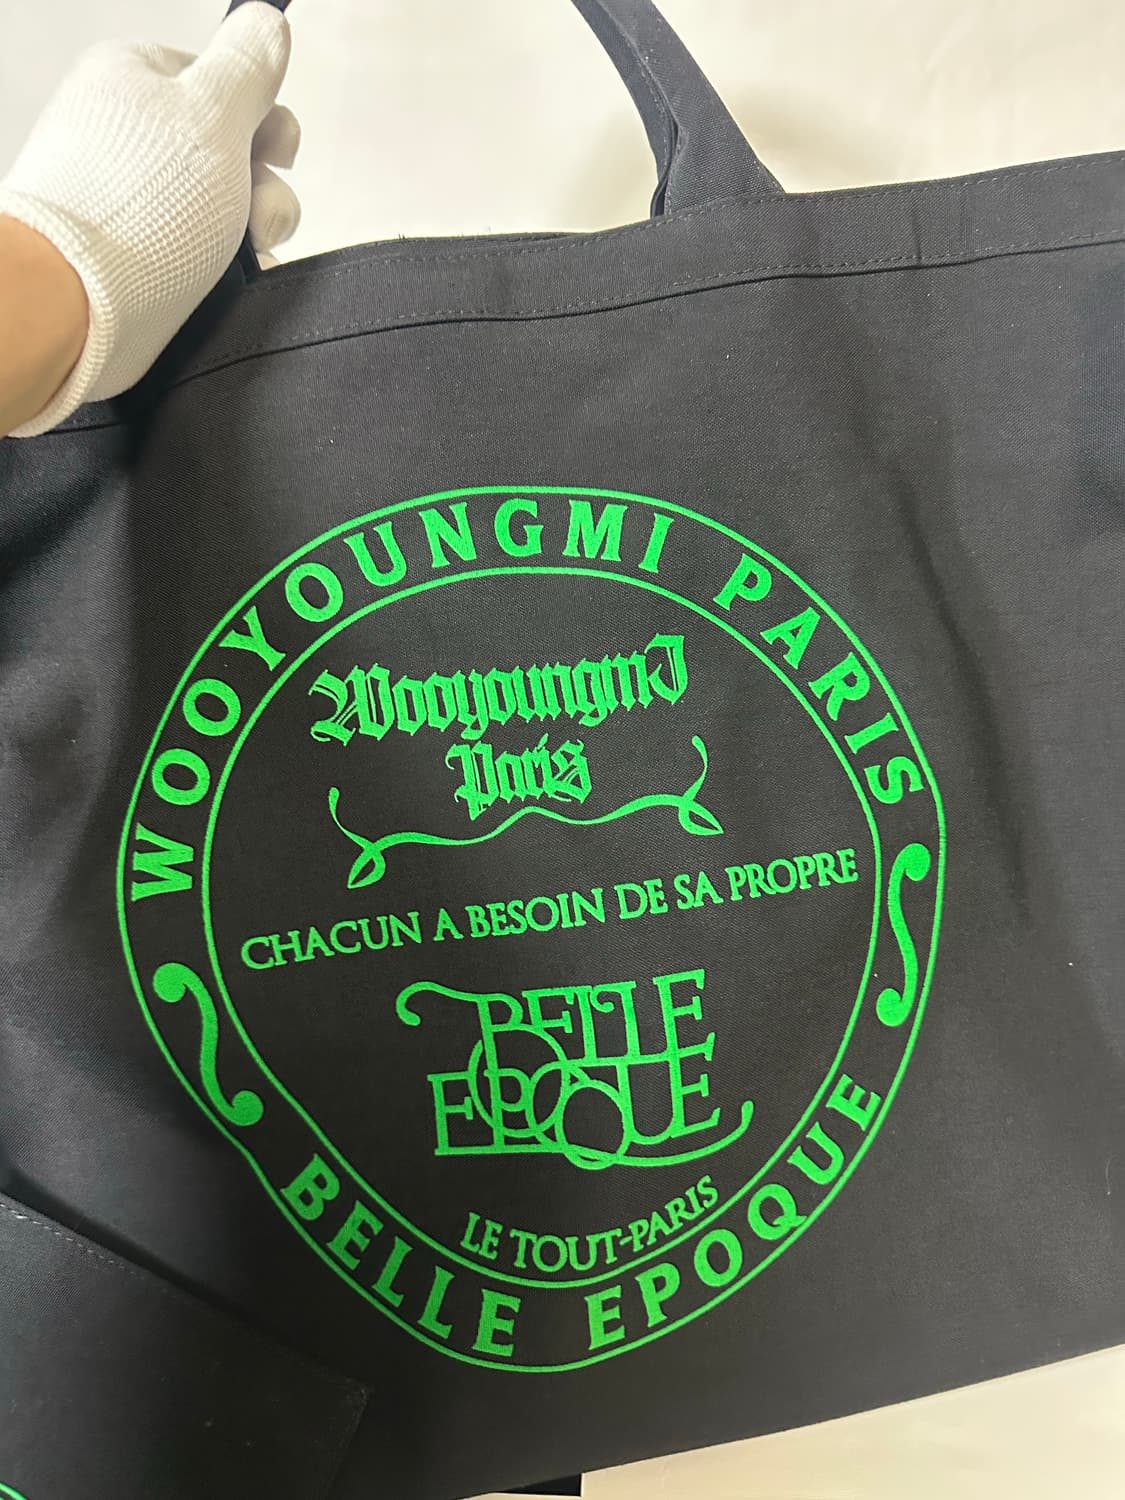 WOOYOUNGMI PARIS
WooyoungmI
Paris
CHACUN A BESOIN DE SA PROPRE
BELLE
EPOQUE
LE TOUT-PARIS
BELLE EPOQUE